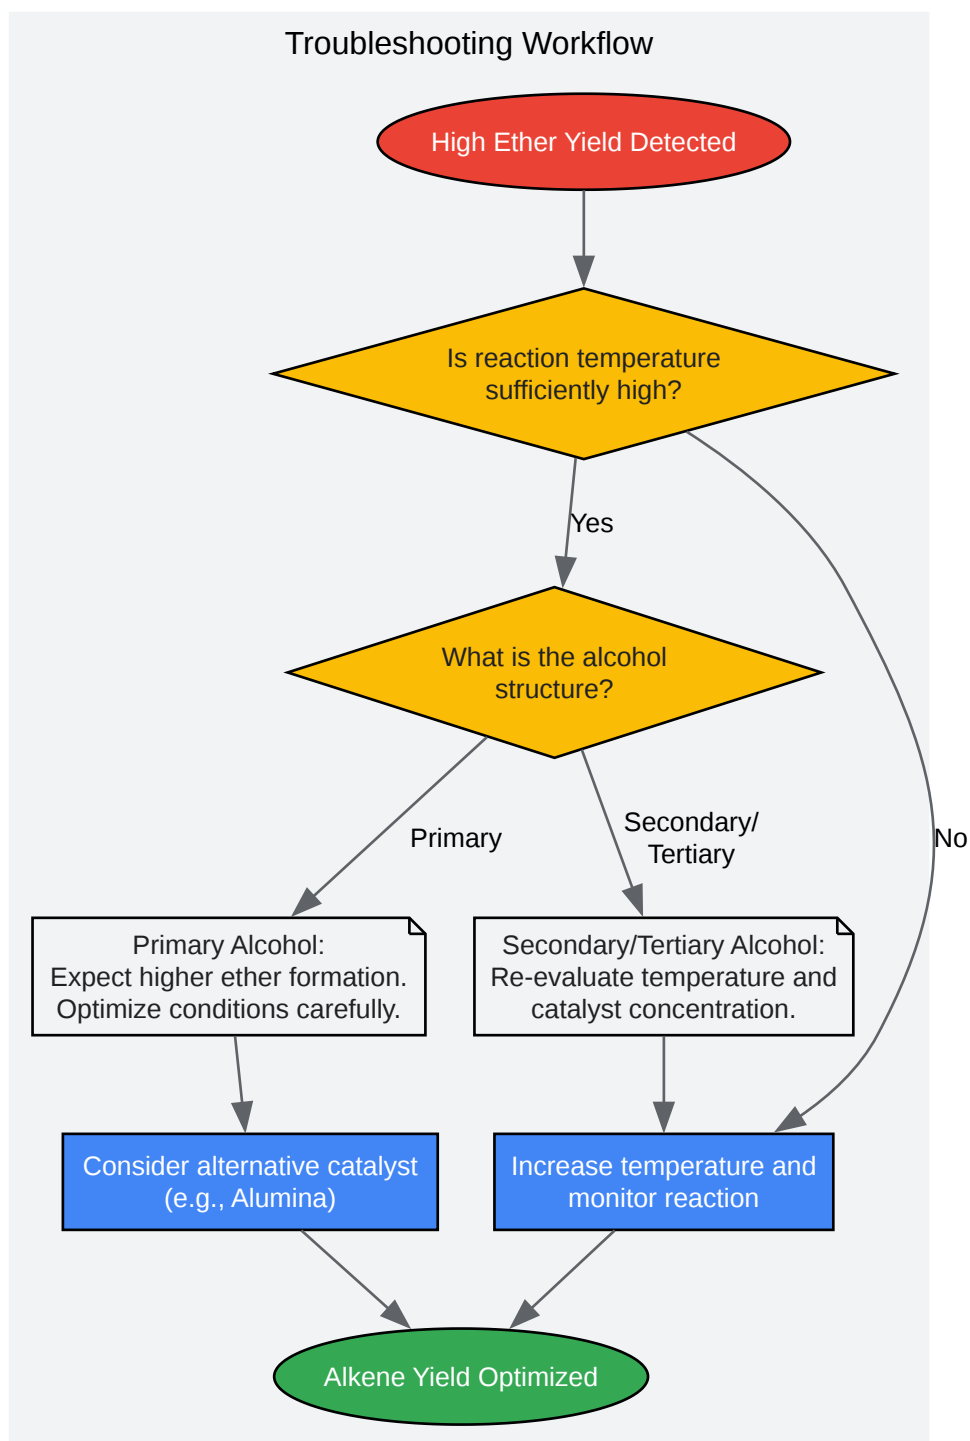 Troubleshooting Workflow
High Ether Yield Detected
Is reaction temperature
sufficiently high?
Yes
What is the alcohol
structure?
Primary
Secondary/
Tertiary
No
Primary Alcohol:
Expect higher ether formation.
Optimize conditions carefully.
Secondary/Tertiary Alcohol:
Re-evaluate temperature and
catalyst concentration.
Consider alternative catalyst
(e.g., Alumina)
Increase temperature and
monitor reaction
Alkene Yield Optimized